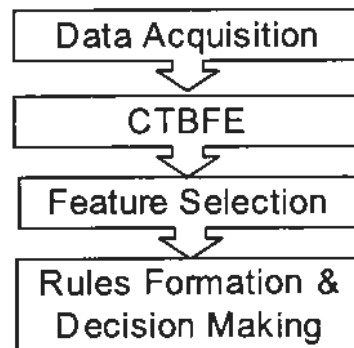 Data Acquisition
CTBFE
Feature Selection
Rules Formation &
Decision Making